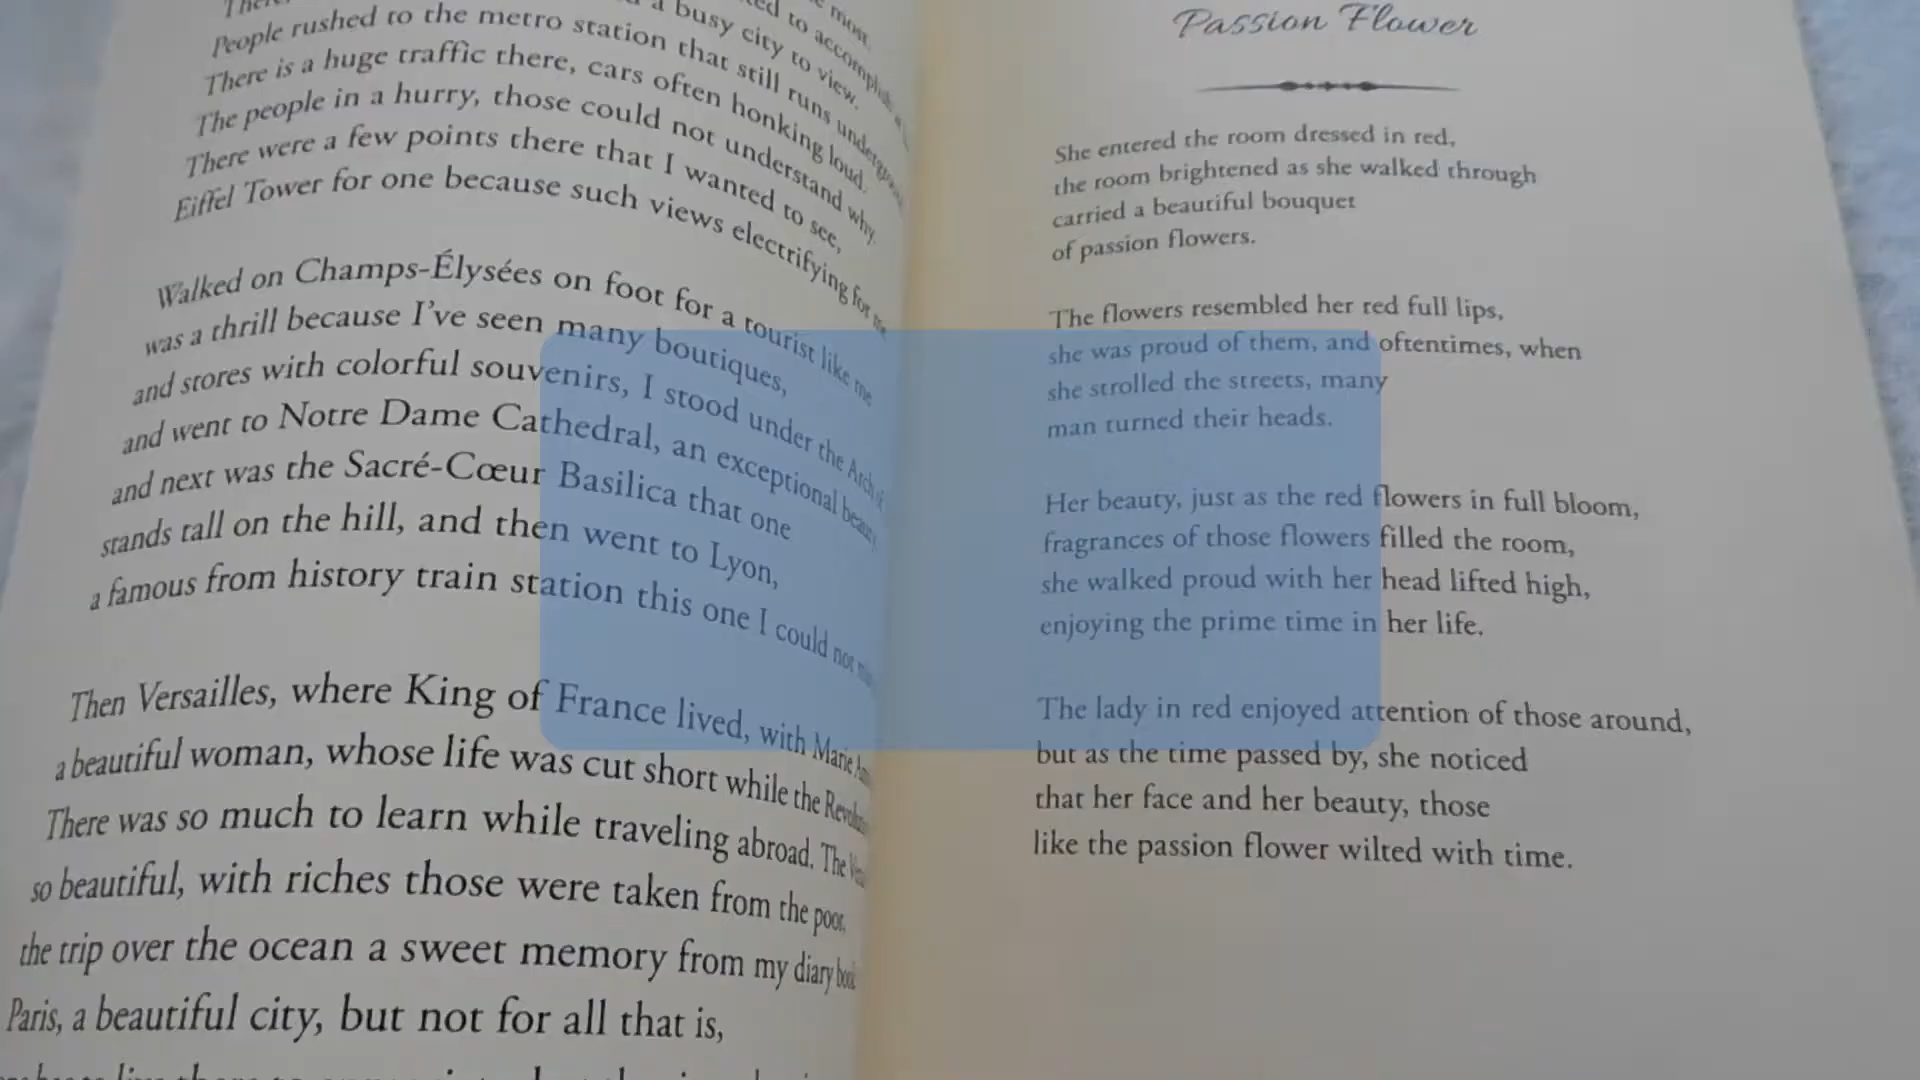 a busy city to view.
People rushed to the metro station that still runs
There is a huge traffic there, cars often honking loud.
The people in a hurry, those could not understand why.
There were a few points there that I wanted to see,
Eiffel Tower for one because such views electrifying for me
Walked on Champs-Élysées on foot for a tourist like me
was a thrill because I've seen many boutiques,
and stores with colorful souvenirs, I stood under the Arch of
and went to Notre Dame Cathedral, an exceptional beauty
and next was the Sacré-Cœur Basilica that one
stands tall on the hill, and then went to Lyon,
a famous from history train station this one I could not
Then Versailles, where King of France lived, with Marie
a beautiful woman, whose life was cut short while the
There was so much to learn while traveling abroad. The
so beautiful, with riches those were taken from the poor.
the trip over the ocean a sweet memory from my diary book
Paris, a beautiful city, but not for all that is,
Passion Flower
She entered the room dressed in red,
the room brightened as she walked through
carried a beautiful bouquet
of passion flowers.
The flowers resembled her red full lips,
she was proud of them, and oftentimes, when
she strolled the streets, many
man turned their heads.
Her beauty, just as the red flowers in full bloom,
fragrances of those flowers filled the room,
she walked proud with her head lifted high,
enjoying the prime time in her life.
The lady in red enjoyed attention of those around,
but as the time passed by, she noticed
that her face and her beauty, those
like the passion flower wilted with time.